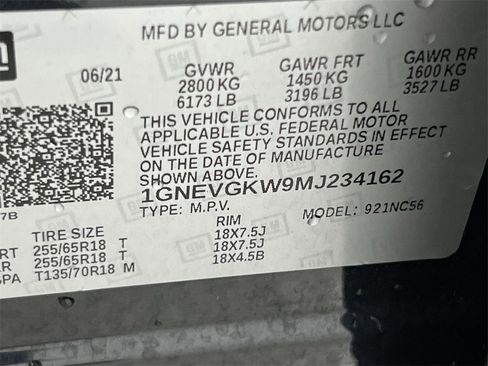 MFD BY GENERAL MOTORS LLC
06/21
GVWR GAWR FRT GAWR RR
2800 KG 1450 KG 1600 KG
6173 LB 3196 LB 3527 LB
THIS VEHICLE CONFORMS TO ALL
APPLICABLE U.S. FEDERAL MOTOR
VEHICLE SAFETY STANDARDS IN EFFECT
ON THE DATE OF MANUFACTURE
SHOWN ABOVE.
1GNEVGKW9MJ234162
TYPE: M.P.V. MODEL: 921NC56
7B
TIRE SIZE RIM
RT 255/65R18 T 18X7.5J
R 255/65R18 T 18X7.5J
SPA T135/70R18 M 18X4.5B